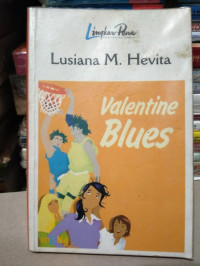 Lingkar Pena
Lusiana M. Hevita
Valentine
Blues